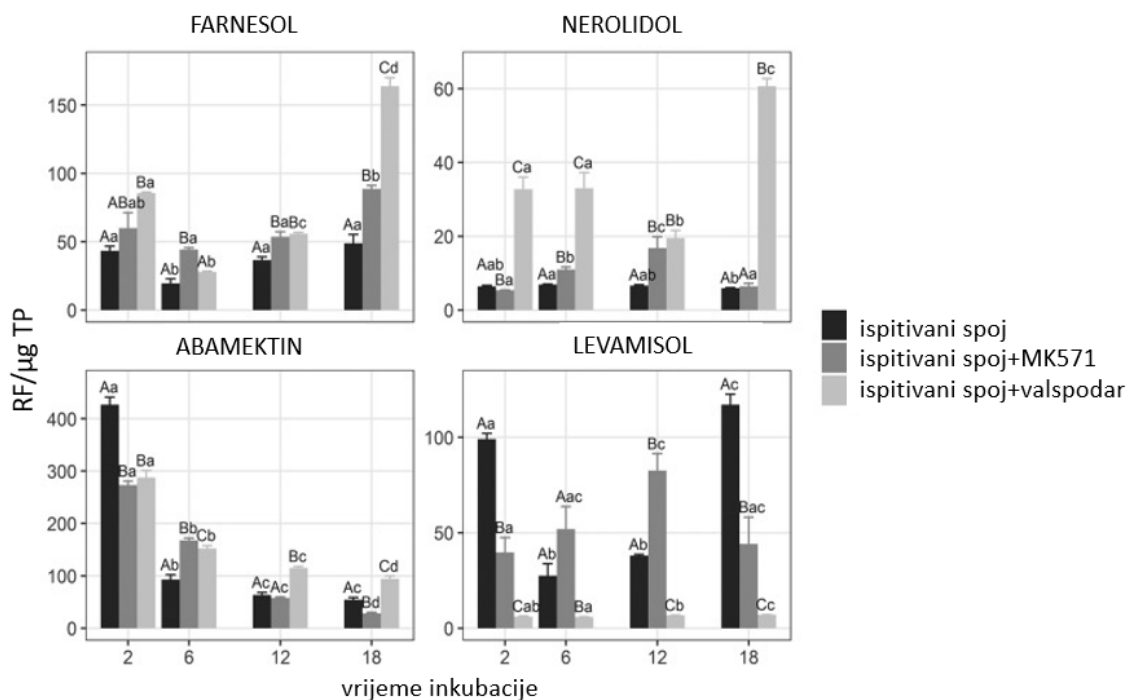 FARNESOL
NEROLIDOL
RF/µg TP
150
100
50
0
Aa
ABab
Ba
Ab
Ba
Ab
Aa
Ba
Bc
Aa
Bb
Cd
60
40
20
0
Aab
Ba
Ca
Aa
Bb
Ca
Aab
Bc
Bb
Ab
Aa
Bc
ABAMEKTIN
LEVAMISOL
400
300
200
100
0
Aa
Ba
Ba
Ab
Bb
Cb
Ac
Ac
Bc
Ac
Bd
Cd
2 6 12 18
100
50
0
Aa
Ba
Cab
Ab
Aac
Ba
Ab
Bc
Cb
Ac
Bac
Cc
2 6 12 18
vrijeme inkubacije
ispitivani spoj
ispitivani spoj+MK571
ispitivani spoj+valspodar